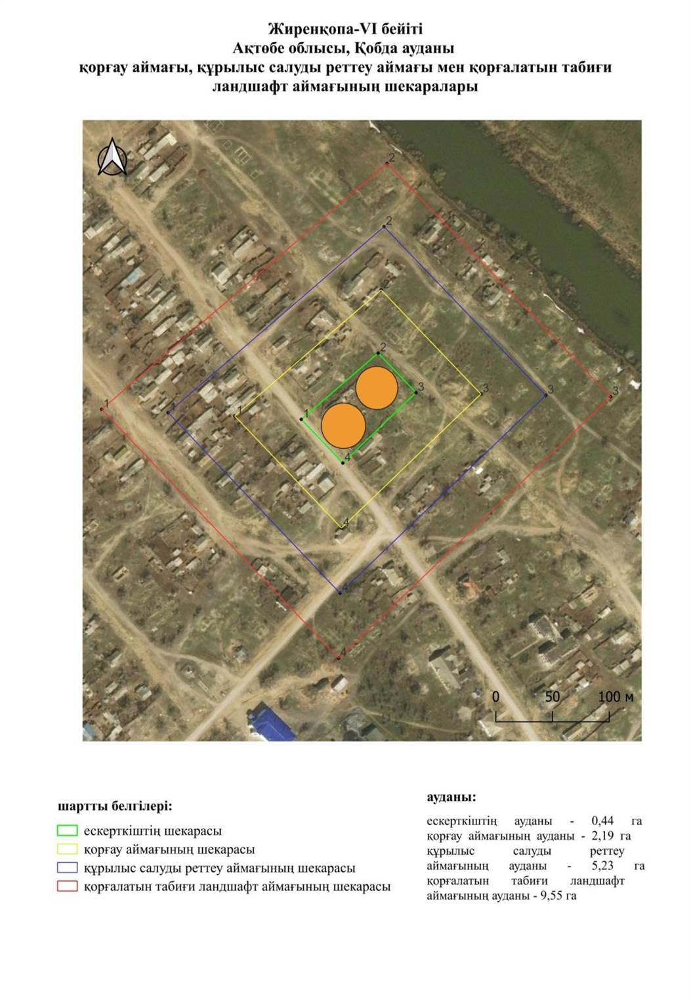 Жиренқопа-VI бейіті
Ақтөбе облысы, Қобда ауданы
қорғау аймағы, құрылыс салуды реттеу аймағы мен қорғалатын табиғи
ландшафт аймағының шекаралары
2
2
2
2
3
3
3
3
1
1
1
1
4
4
4
4
0 50 100 м
шартты белгілері:
ескерткіштің шекарасы
қорғау аймағының шекарасы
құрылыс салуды реттеу аймағының шекарасы
қорғалатын табиғи ландшафт аймағының шекарасы
ауданы:
ескерткіштің ауданы - 0,44 га
қорғау аймағының ауданы - 2,19 га
құрылыс салуды реттеу
аймағының ауданы - 5,23 га
қорғалатын табиғи ландшафт
аймағының ауданы - 9,55 га